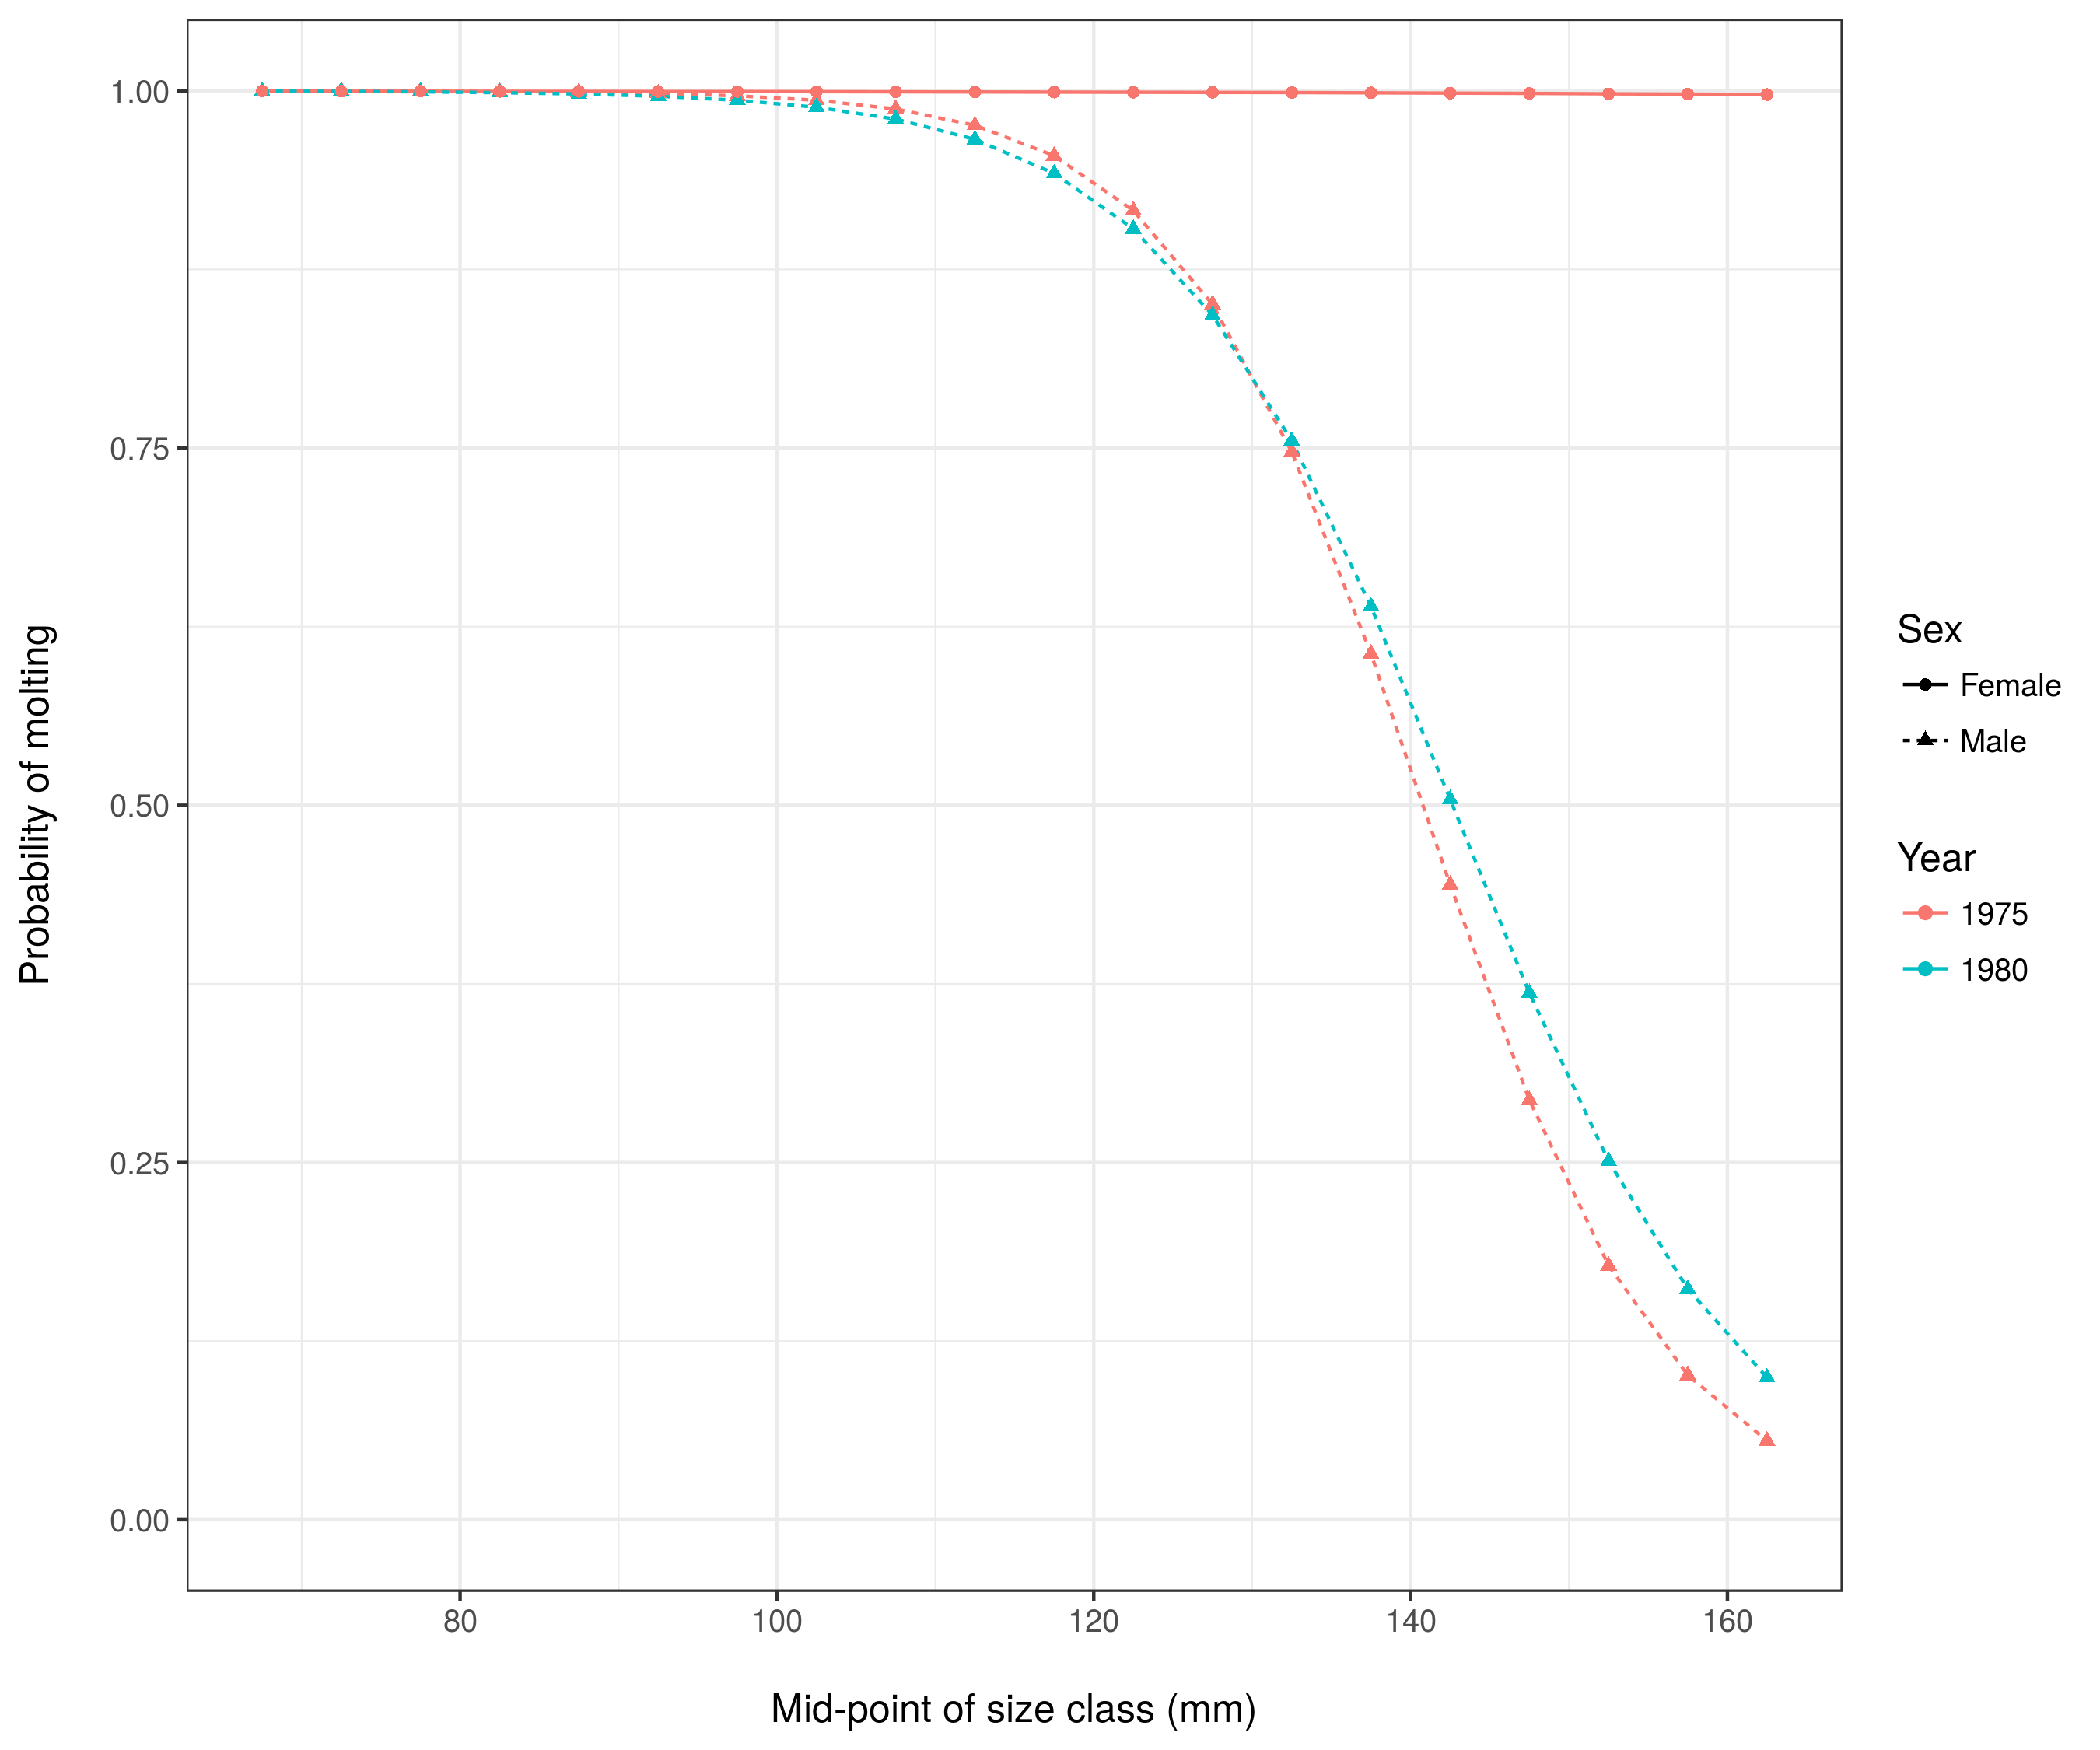 1.00
0.75
0.50
0.25
0.00
Probability of molting
80 100 120 140 160
Mid-point of size class (mm)
Sex
Female
Male
Year
1975
1980